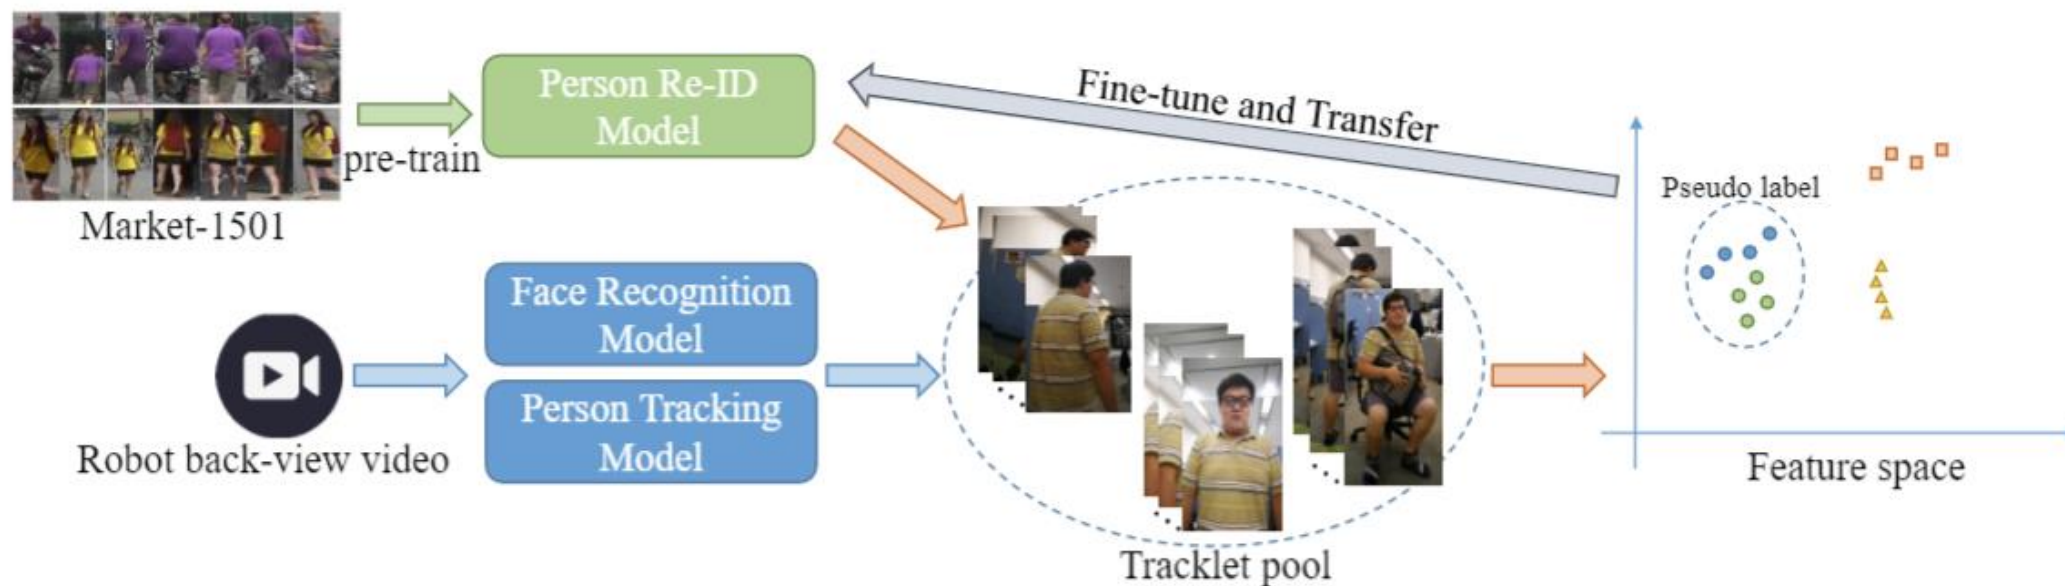 Person Re-ID
Model
Fine-tune and Transfer
pre-train
Market-1501
Pseudo label
Face Recognition
Model
Person Tracking
Model
Robot back-view video
Feature space
Tracklet pool